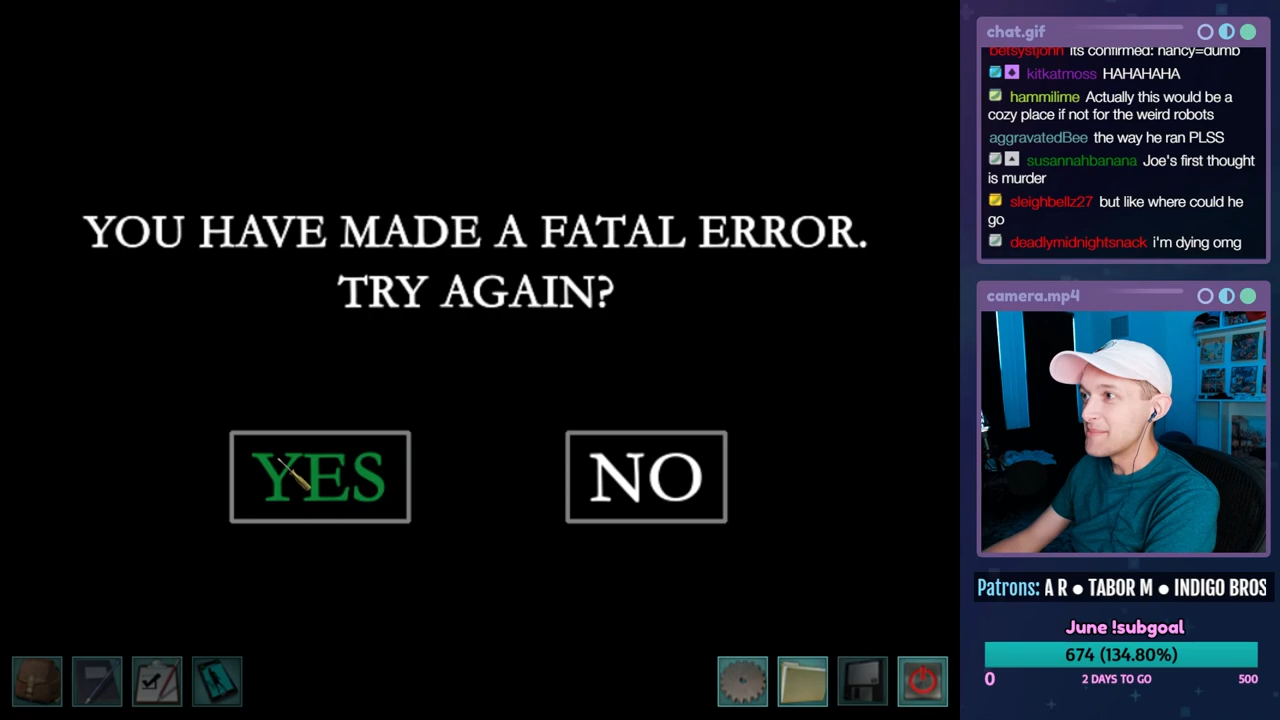 YOU HAVE MADE A FATAL ERROR.
TRY AGAIN?
YES
NO
chat.gif
betsystjohn its confirmed: nancy=dumb
kitkatmoss HAHAHAHA
hammilime Actually this would be a
cozy place if not for the weird robots
aggravatedBee the way he ran PLSS
susannahbanana Joe's first thought
is murder
sleighbellz27 but like where could he
go
deadlymidnightsnack i'm dying omg
camera.mp4
Patrons: A R ● TABOR M ● INDIGO BROS
June !subgoal
674 (134.80%)
0
2 DAYS TO GO
500